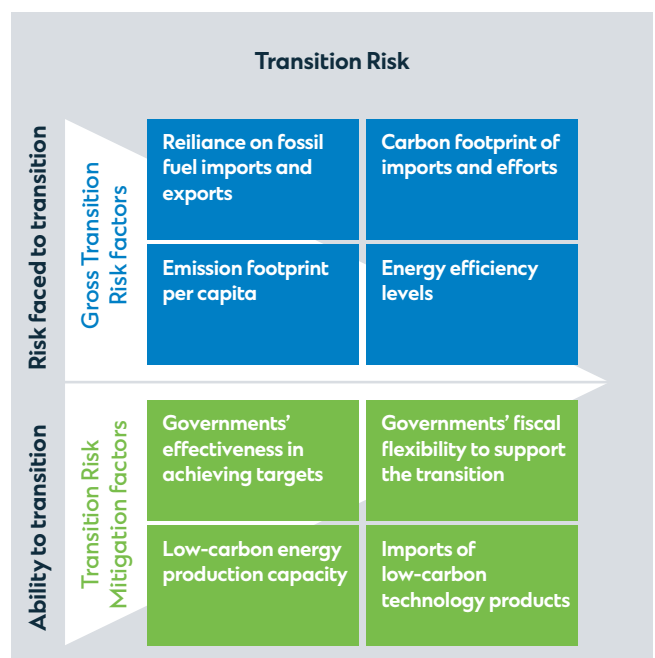 Transition Risk
Risk faced to transition
Gross Transition
Risk factors
Reiliance on fossil
fuel imports and
exports
Carbon footprint of
imports and efforts
Emission footprint
per capita
Energy efficiency
levels
Ability to transition
Transition Risk
Mitigation factors
Governments’
effectiveness in
achieving targets
Governments’ fiscal
flexibility to support
the transition
Low-carbon energy
production capacity
Imports of
low-carbon
technology products